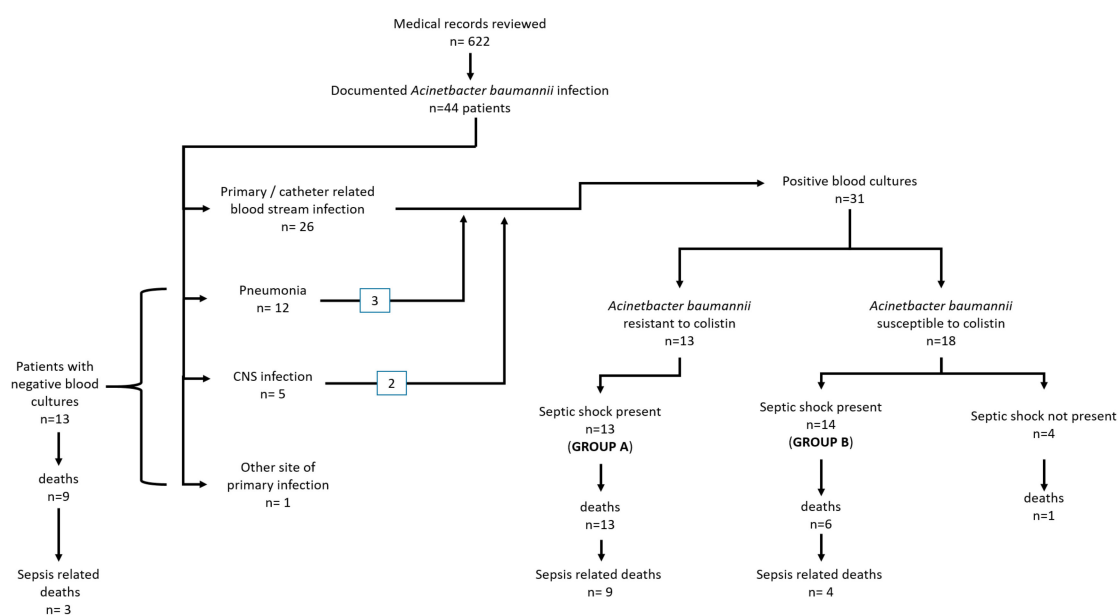 Medical records reviewed
n= 622
Documented Acinetbacter baumannii infection
n=44 patients
Primary / catheter related
blood stream infection
n= 26
Positive blood cultures
n=31
Pneumonia
n= 12
3
Acinetbacter baumannii
resistant to colistin
n=13
Acinetbacter baumannii
susceptible to colistin
n=18
Patients with
negative blood
cultures
n=13
CNS infection
n= 5
2
Septic shock present
n=13
(GROUP A)
Septic shock present
n=14
(GROUP B)
Septic shock not present
n=4
deaths
n=9
Other site of
primary infection
n= 1
deaths
n=13
deaths
n=6
deaths
n=1
Sepsis related
deaths
n= 3
Sepsis related deaths
n= 9
Sepsis related deaths
n= 4